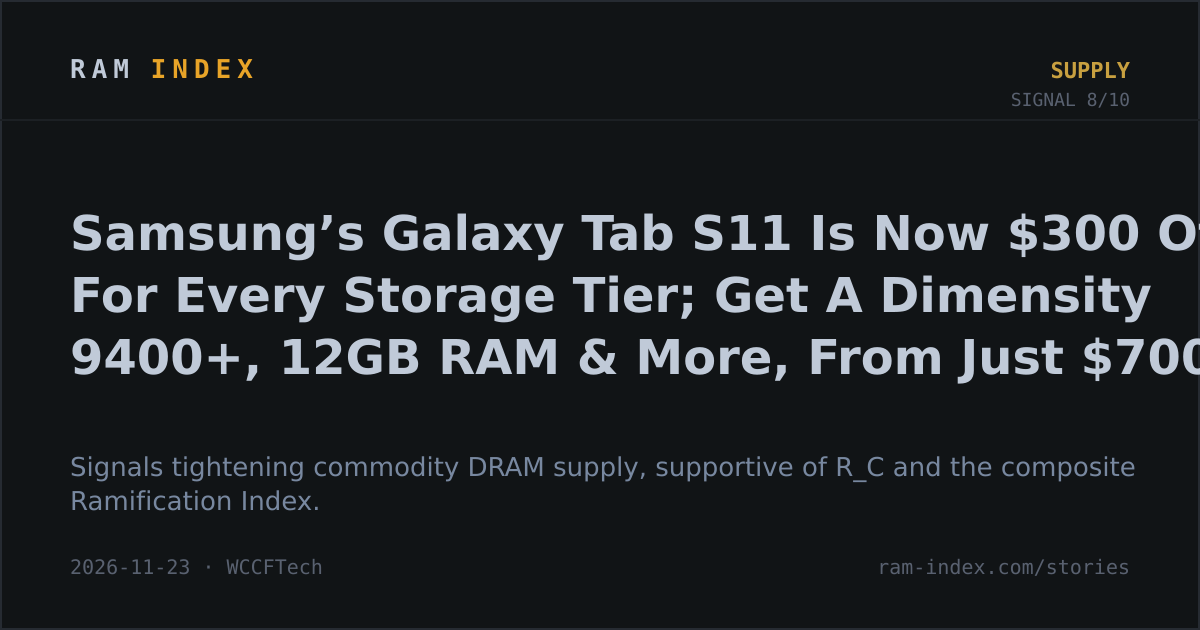 RAM INDEX
SUPPLY
SIGNAL 8/10
Samsung’s Galaxy Tab S11 Is Now $300
For Every Storage Tier; Get A Dimensity
9400+, 12GB RAM & More, From Just $700
Signals tightening commodity DRAM supply, supportive of R_C and the composite
Ramification Index.
2026-11-23 · WCCFTech
ram-index.com/stories